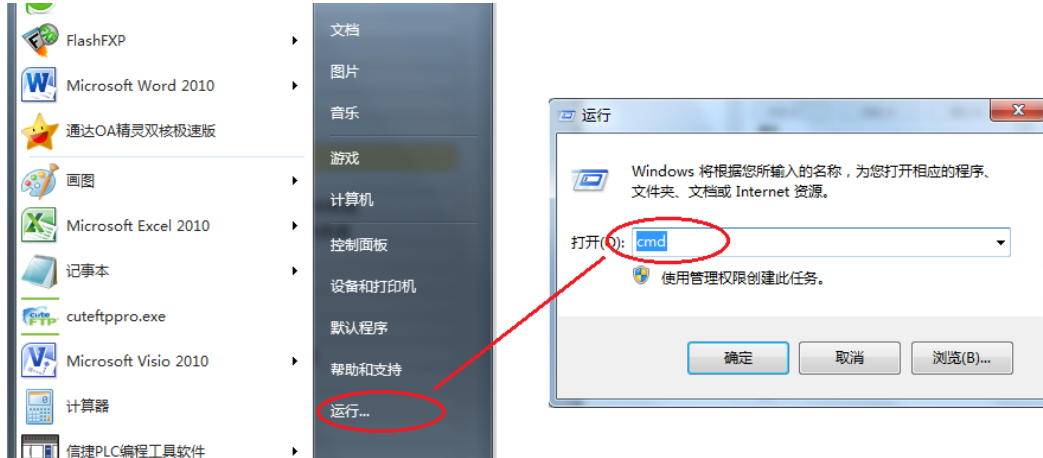 FlashFXP
Microsoft Word 2010
通达OA精灵双核极速版
画图
Microsoft Excel 2010
记事本
cuteftppro.exe
Microsoft Visio 2010
计算器
信捷PLC编程工具软件
文档
图片
音乐
游戏
计算机
控制面板
设备和打印机
默认程序
帮助和支持
运行...
运行
Windows 将根据您所输入的名称，为您打开相应的程序、
文件夹、文档或 Internet 资源。
打开(O): cmd
使用管理权限创建此任务。
确定
取消
浏览(B)...